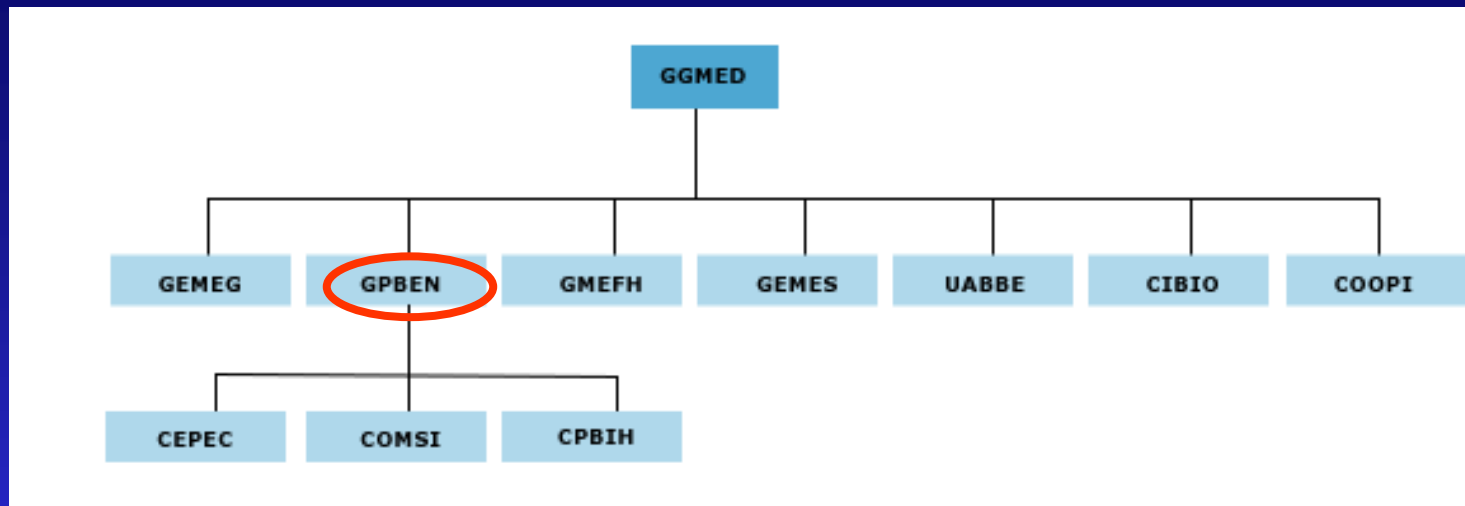 GGMED
GEMEG GPBEN GMEFH GEMES UABBE CIBIO COOPI
CEPEC COMSI CPBIH